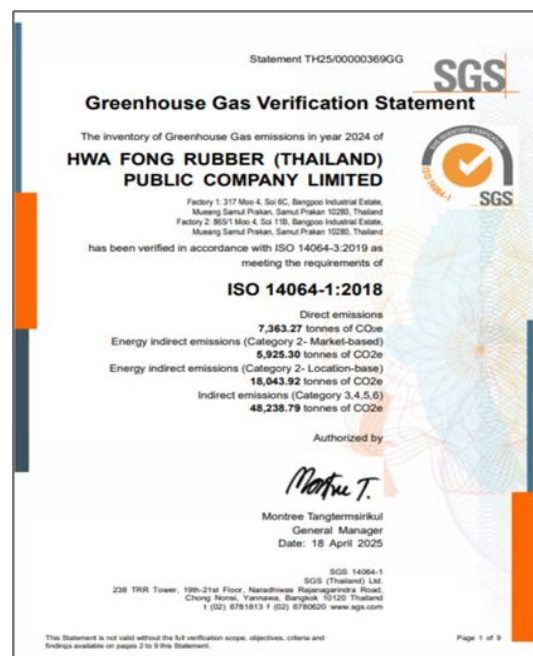 Statement TH25/00000369GG
SGS
Greenhouse Gas Verification Statement
The inventory of Greenhouse Gas emissions in year 2024 of
HWA FONG RUBBER (THAILAND)
PUBLIC COMPANY LIMITED
GHG INVENTORY VERIFICATION
ISO 14064-1
SGS
Factory 1: 317 Moo 4, Soi 6C, Bangpoo Industrial Estate,
Mueang Samut Prakan, Samut Prakan 10280, Thailand
Factory 2: 865/1 Moo 4, Soi 11B, Bangpoo Industrial Estate,
Mueang Samut Prakan, Samut Prakan 10280, Thailand
has been verified in accordance with ISO 14064-3:2019 as
meeting the requirements of
ISO 14064-1:2018
Direct emissions
7,363.27 tonnes of CO₂e
Energy indirect emissions (Category 2- Market-based)
5,925.30 tonnes of CO2e
Energy indirect emissions (Category 2- Location-base)
18,043.92 tonnes of CO2e
Indirect emissions (Category 3,4,5,6)
48,238.79 tonnes of CO2e
Authorized by
Montree T.
Montree Tangtermsirikul
General Manager
Date: 18 April 2025
SGS 14064-1
SGS (Thailand) Ltd.
238 TRR Tower, 19th-21st Floor, Naradhiwas Rajanagarindra Road,
Chong Nonsi, Yannawa, Bangkok 10120 Thailand
t (02) 6781813 f (02) 6780620 www.sgs.com
This Statement is not valid without the full verification scope, objectives, criteria and
findings available on pages 2 to 9 this Statement.
Page 1 of 9